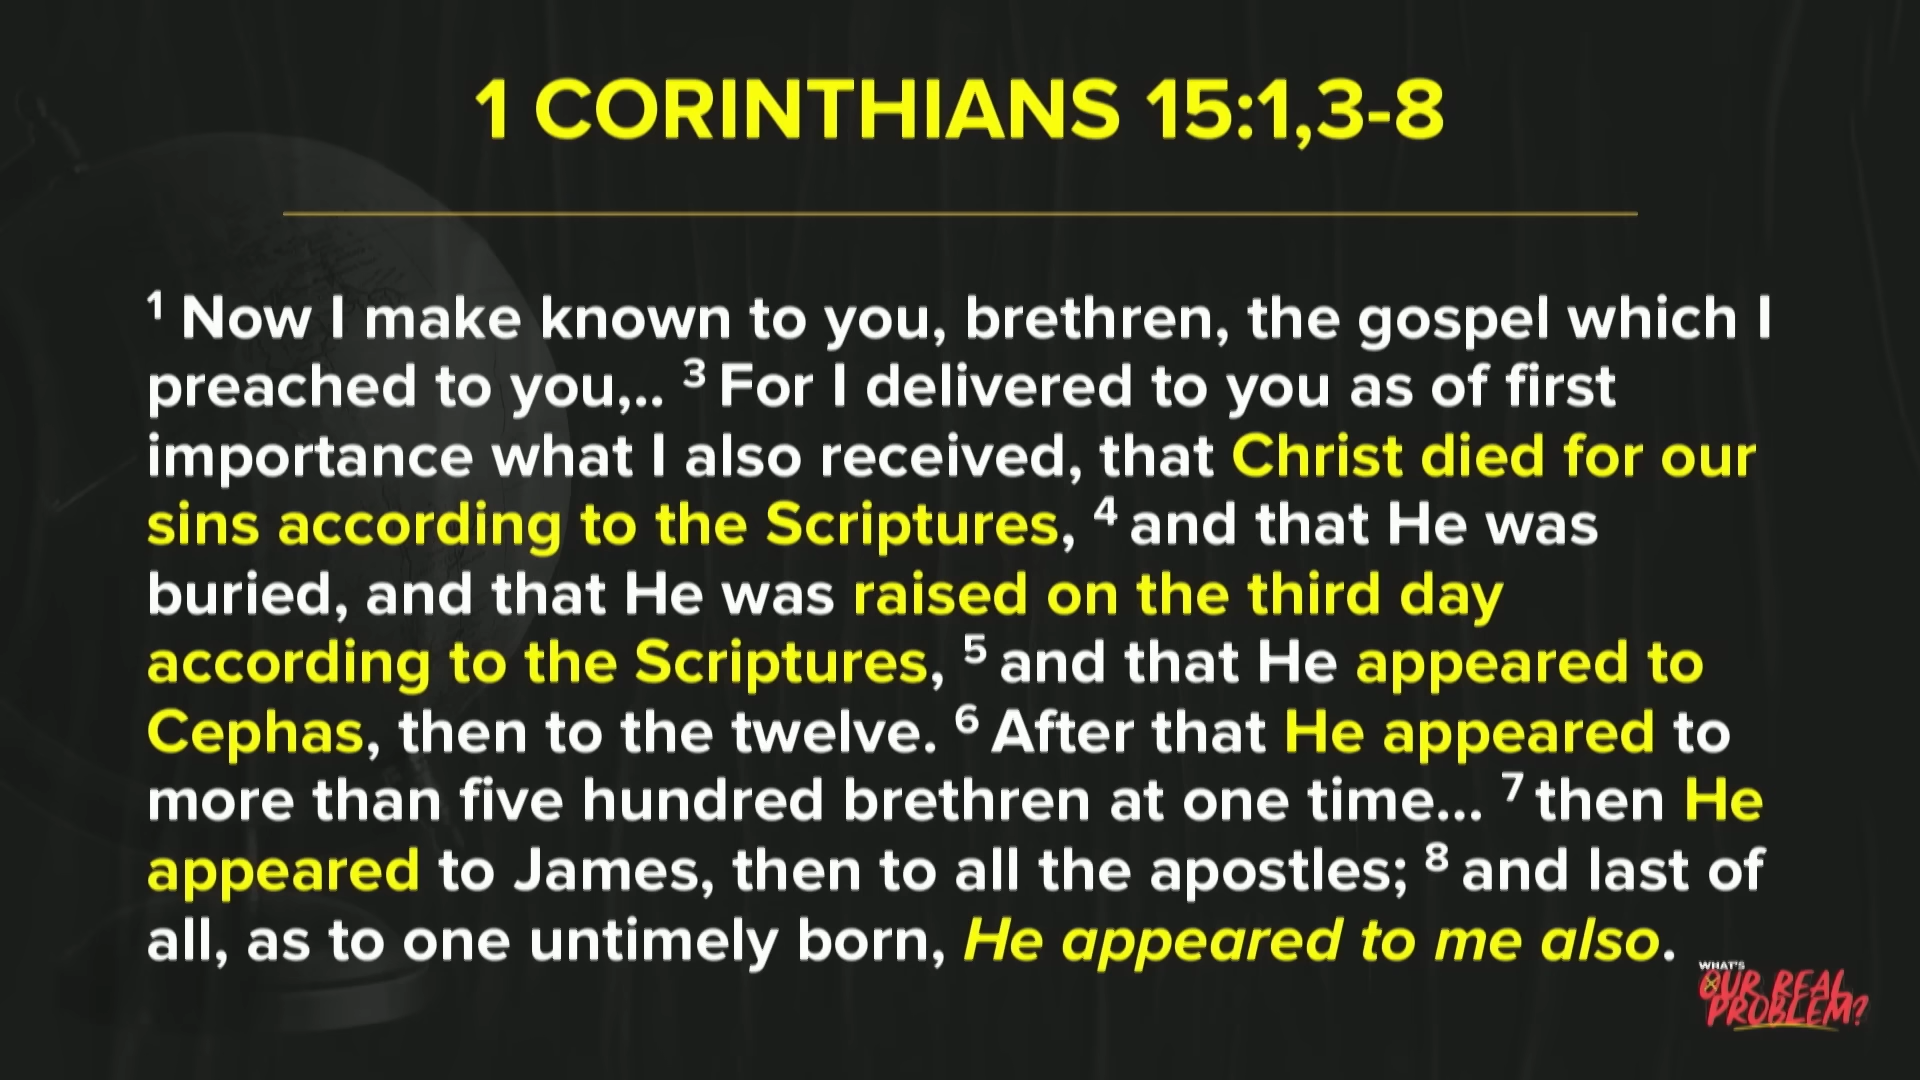 1 CORINTHIANS 15:1,3-8
1 Now I make known to you, brethren, the gospel which I
preached to you,.. 3 For I delivered to you as of first
importance what I also received, that Christ died for our
sins according to the Scriptures, 4 and that He was
buried, and that He was raised on the third day
according to the Scriptures, 5 and that He appeared to
Cephas, then to the twelve. 6 After that He appeared to
more than five hundred brethren at one time... 7 then He
appeared to James, then to all the apostles; 8 and last of
all, as to one untimely born, He appeared to me also.
WHAT'S
OUR REAL
PROBLEM?